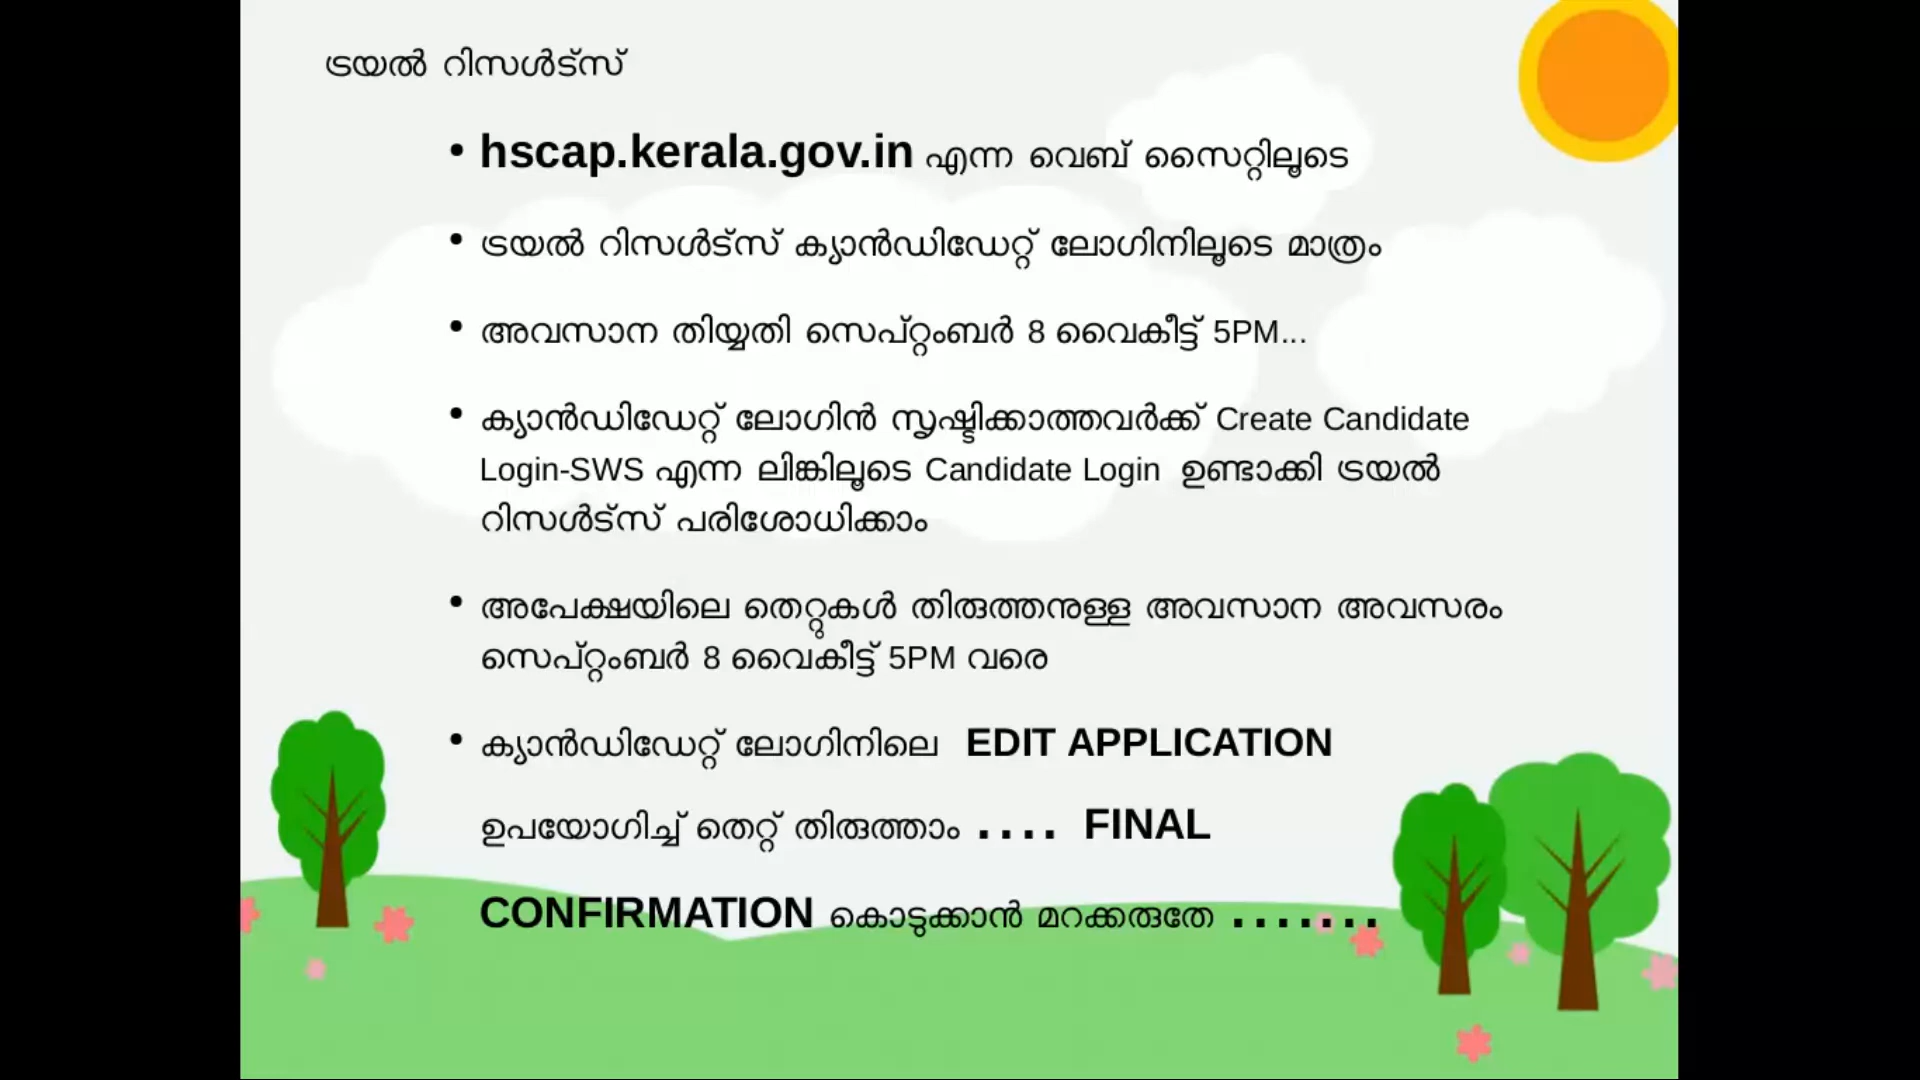 ട്രയൽ റിസൾട്സ്
• hscap.kerala.gov.in എന്ന വെബ് സൈറ്റിലൂടെ
• ട്രയൽ റിസൾട്സ് ക്യാൻഡിഡേറ്റ് ലോഗിനിലൂടെ മാത്രം
• അവസാന തിയ്യതി സെപ്റ്റംബർ 8 വൈകീട്ട് 5PM...
• ക്യാൻഡിഡേറ്റ് ലോഗിൻ സൃഷ്ടിക്കാത്തവർക്ക് Create Candidate
Login-SWS എന്ന ലിങ്കിലൂടെ Candidate Login ഉണ്ടാക്കി ട്രയൽ
റിസൾട്സ് പരിശോധിക്കാം
• അപേക്ഷയിലെ തെറ്റുകൾ തിരുത്തനുള്ള അവസാന അവസരം
സെപ്റ്റംബർ 8 വൈകീട്ട് 5PM വരെ
• ക്യാൻഡിഡേറ്റ് ലോഗിനിലെ EDIT APPLICATION
ഉപയോഗിച്ച് തെറ്റ് തിരുത്താം .... FINAL
CONFIRMATION കൊടുക്കാൻ മറക്കരുതേ .......